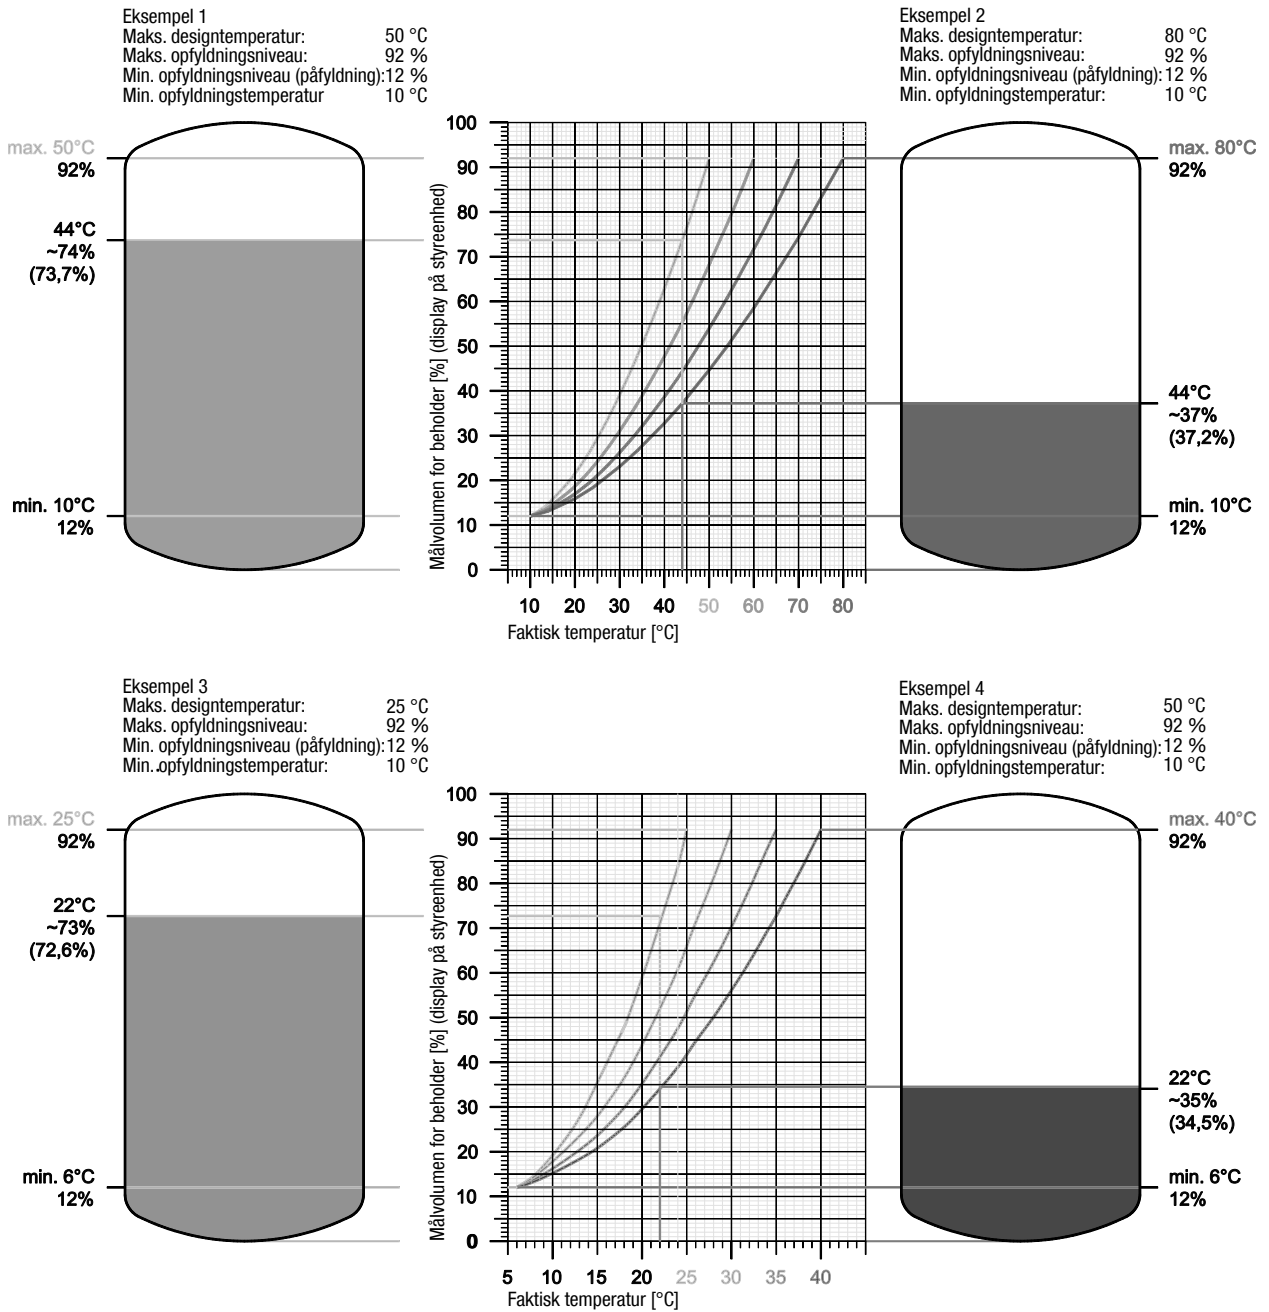 Eksempel 1
Maks. designtemperatur: 50 °C
Maks. opfyldningsniveau: 92 %
Min. opfyldningsniveau (påfyldning): 12 %
Min. opfyldningstemperatur 10 °C
max. 50°C
92%
44°C
~74%
(73,7%)
min. 10°C
12%
Målvolumen for beholder [%] (display på styreenhed)
100
90
80
70
60
50
40
30
20
10
0
10 20 30 40 50 60 70 80
Faktisk temperatur [°C]
Eksempel 2
Maks. designtemperatur: 80 °C
Maks. opfyldningsniveau: 92 %
Min. opfyldningsniveau (påfyldning): 12 %
Min. opfyldningstemperatur: 10 °C
max. 80°C
92%
44°C
~37%
(37,2%)
min. 10°C
12%
Eksempel 3
Maks. designtemperatur: 25 °C
Maks. opfyldningsniveau: 92 %
Min. opfyldningsniveau (påfyldning): 12 %
Min..opfyldningstemperatur: 10 °C
max. 25°C
92%
22°C
~73%
(72,6%)
min. 6°C
12%
Målvolumen for beholder [%] (display på styreenhed)
100
90
80
70
60
50
40
30
20
10
0
5 10 15 20 25 30 35 40
Faktisk temperatur [°C]
Eksempel 4
Maks. designtemperatur: 50 °C
Maks. opfyldningsniveau: 92 %
Min. opfyldningsniveau (påfyldning): 12 %
Min. opfyldningstemperatur: 10 °C
max. 40°C
92%
22°C
~35%
(34,5%)
min. 6°C
12%